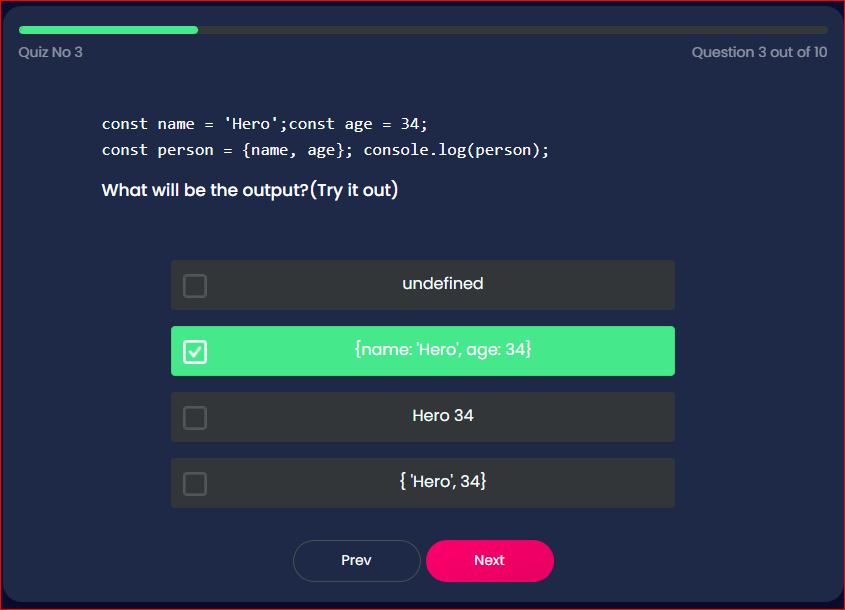 Quiz No 3
Question 3 out of 10
const name = 'Hero';const age = 34;
const person = {name, age}; console.log(person);
What will be the output?(Try it out)
undefined
{name: 'Hero', age: 34}
Hero 34
{ 'Hero', 34}
Prev
Next